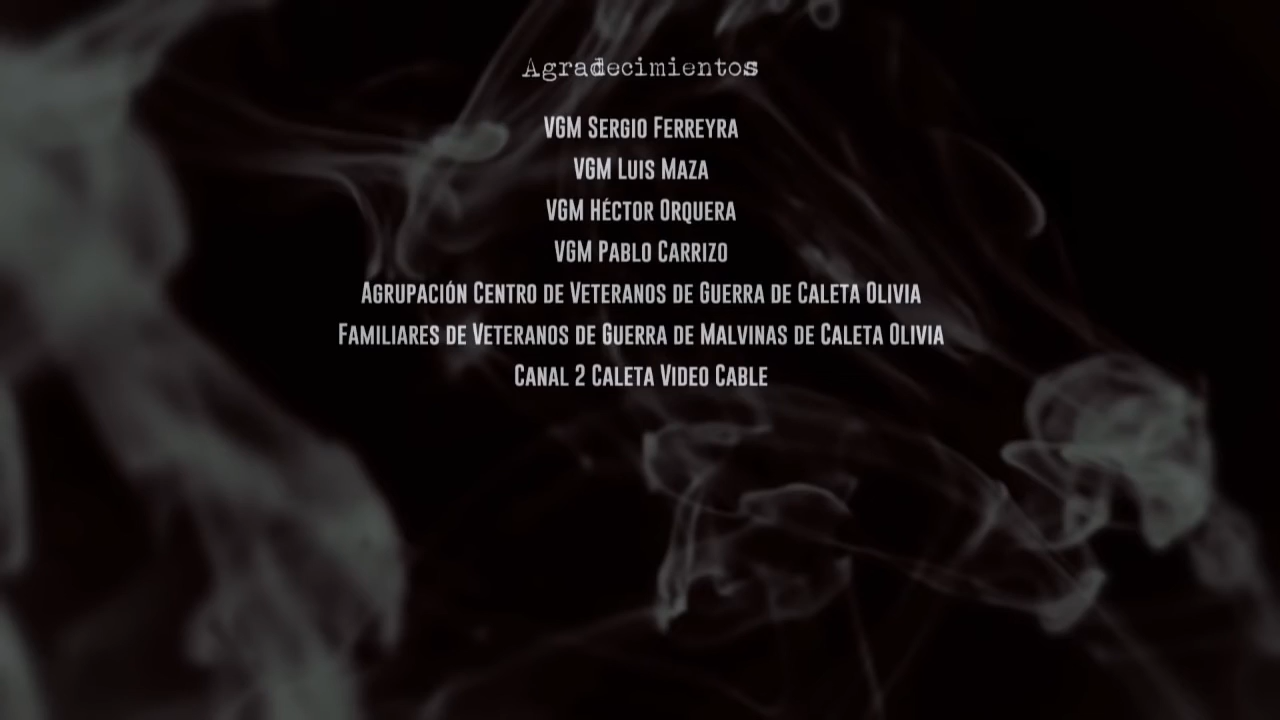 Agradecimientos
VGM Sergio Ferreyra
VGM Luis Maza
VGM Héctor Orquera
VGM Pablo Carrizo
Agrupación Centro de Veteranos de Guerra de Caleta Olivia
Familiares de Veteranos de Guerra de Malvinas de Caleta Olivia
Canal 2 Caleta Video Cable